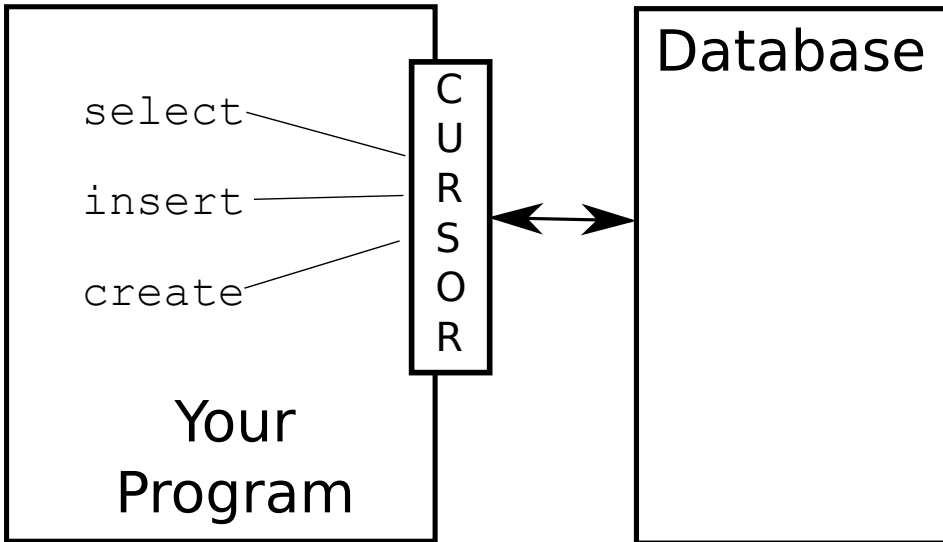 select
insert
create
Your
Program
C
U
R
S
O
R
Database